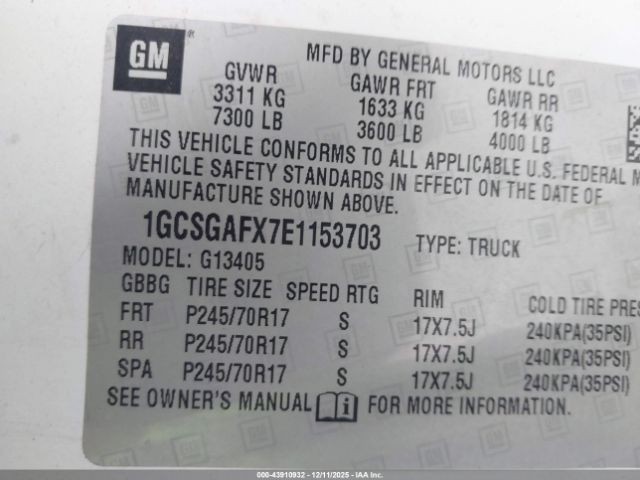 GM
MFD BY GENERAL MOTORS LLC
GVWR GAWR FRT GAWR RR
3311 KG 1633 KG 1814 KG
7300 LB 3600 LB 4000 LB
THIS VEHICLE CONFORMS TO ALL APPLICABLE U.S. FEDERAL M
VEHICLE SAFETY STANDARDS IN EFFECT ON THE DATE OF
MANUFACTURE SHOWN ABOVE.
1GCSGAFX7E1153703 TYPE: TRUCK
MODEL: G13405
GBBG TIRE SIZE SPEED RTG RIM COLD TIRE PRES
FRT P245/70R17 S 17X7.5J 240KPA(35PSI)
RR P245/70R17 S 17X7.5J 240KPA(35PSI)
SPA P245/70R17 S 17X7.5J 240KPA(35PSI)
SEE OWNER'S MANUAL i FOR MORE INFORMATION.
000-43910932 - 12/11/2025 - IAAC, Inc.